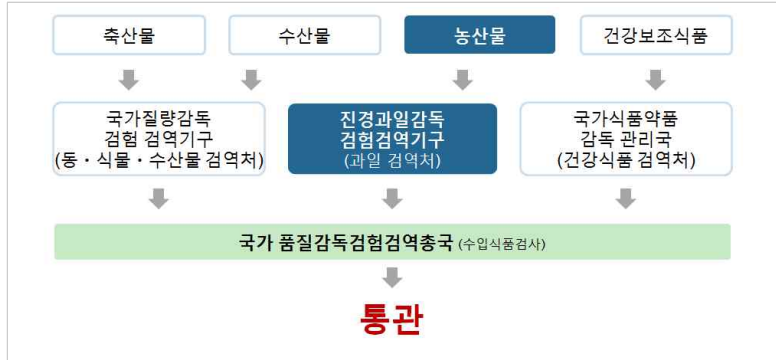 축산물
수산물
농산물
건강보조식품
국가질량감독
검험 검역기구
(동・식물・수산물 검역처)
진경과일감독
검험검역기구
(과일 검역처)
국가식품약품
감독 관리국
(건강식품 검역처)
국가 품질감독검험검역총국 (수입식품검사)
통관